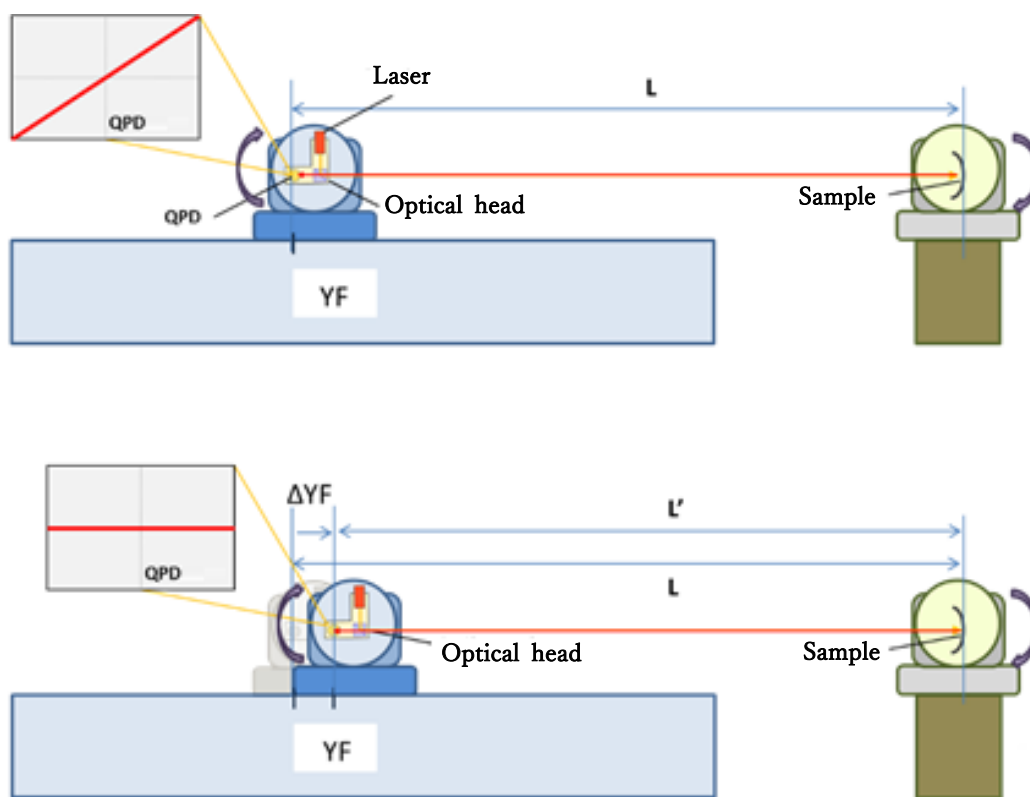 Laser
L
QPD
Sample
Optical head
QPD
YF
ΔYF
L’
QPD
L
Optical head
Sample
YF